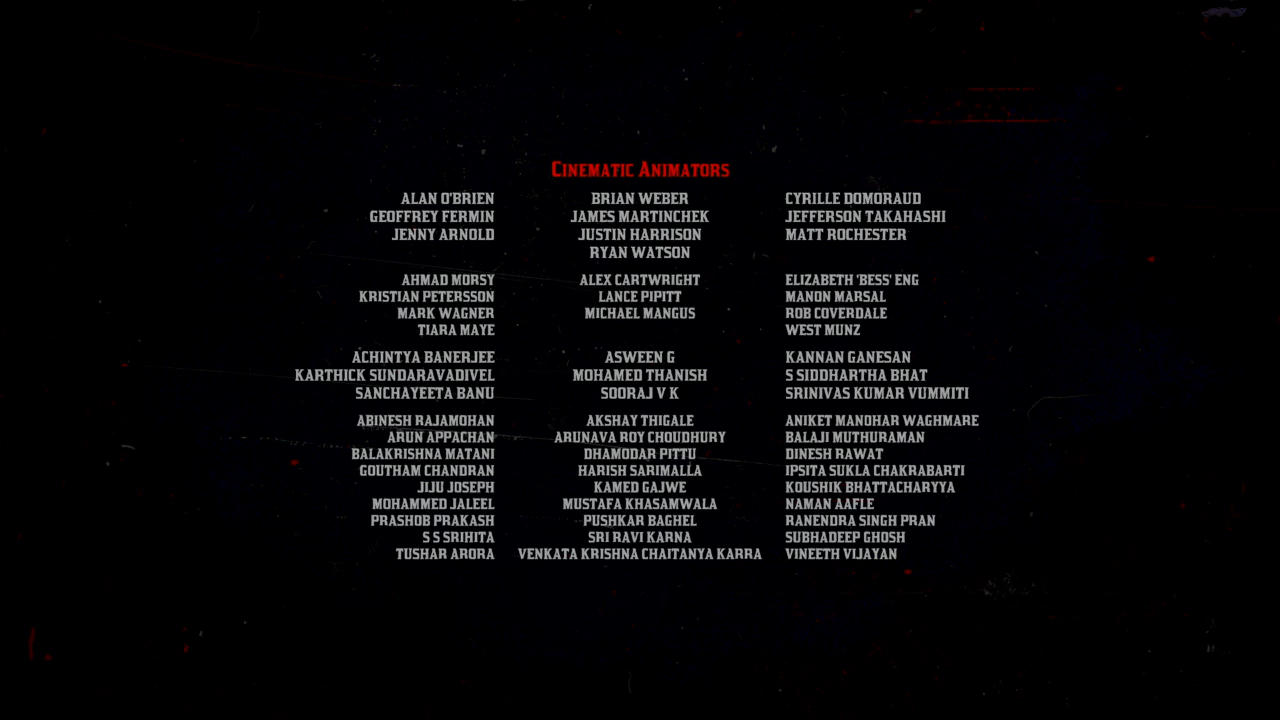 Cinematic Animators
ALAN O'BRIEN BRIAN WEBER CYRILLE DOMORAUD
GEOFFREY FERMIN JAMES MARTINCHEK JEFFERSON TAKAHASHI
JENNY ARNOLD JUSTIN HARRISON MATT ROCHESTER
RYAN WATSON
AHMAD MORSY ALEX CARTWRIGHT ELIZABETH 'BESS' ENG
KRISTIAN PETERSSON LANCE PIPITT MANON MARSAL
MARK WAGNER MICHAEL MANGUS ROB COVERDALE
TIARA MAYE WEST MUNZ
ACHINTYA BANERJEE ASWEEN G KANNAN GANESAN
KARTHICK SUNDARAVADIVEL MOHAMED THANISH S SIDDHARTHA BHAT
SANCHAYEETA BANU SOORAJ V K SRINIVAS KUMAR VUMMITI
ABINESH RAJAMOHAN AKSHAY THIGALE ANIKET MANOHAR WAGHMARE
ARUN APPACHAN ARUNAVA ROY CHOUDHURY BALAJI MUTHURAMAN
BALAKRISHNA MATANI DHAMODAR PITTU DINESH RAWAT
GOUTHAM CHANDRAN HARISH SARIMALLA IPSITA SUKLA CHAKRABARTI
JIJU JOSEPH KAMED GAJWE KOUSHIK BHATTACHARYYA
MOHAMMED JALEEL MUSTAFA KHASAMWALA NAMAN AAFLE
PRASHOB PRAKASH PUSHKAR BAGHEL RANENDRA SINGH PRAN
S S SRIHITA SRI RAVI KARNA SUBHADEEP GHOSH
TUSHAR ARORA VENKATA KRISHNA CHAITANYA KARRA VINEETH VIJAYAN